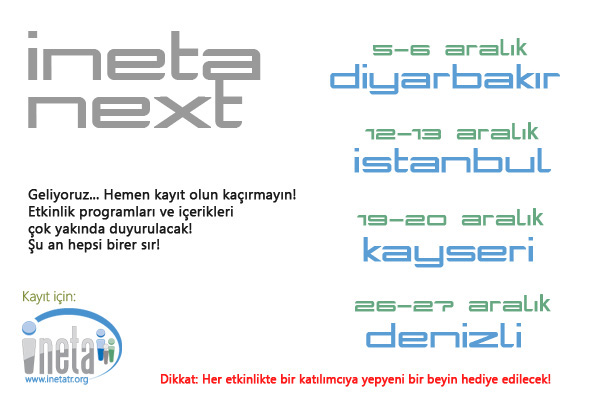 ineta
next
5-6 aralık
diyarbakır
12-13 aralık
istanbul
19-20 aralık
kayseri
26-27 aralık
denizli
Geliyoruz... Hemen kayıt olun kaçırmayın!
Etkinlik programları ve içerikleri
çok yakında duyurulacak!
Şu an hepsi birer sır!
Kayıt için:
ineta
www.inetatr.org
Dikkat: Her etkinlikte bir katılımcıya yepyeni bir beyin hediye edilecek!